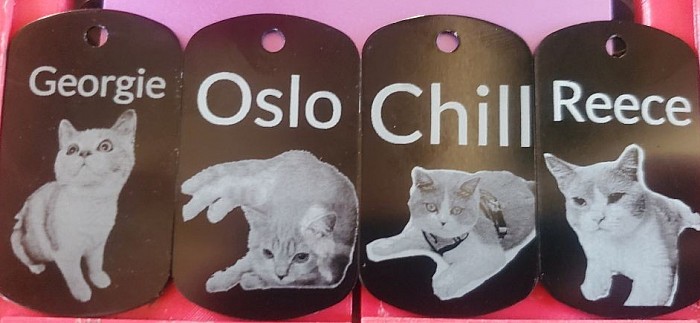 Georgie
Oslo
Chill
Reece